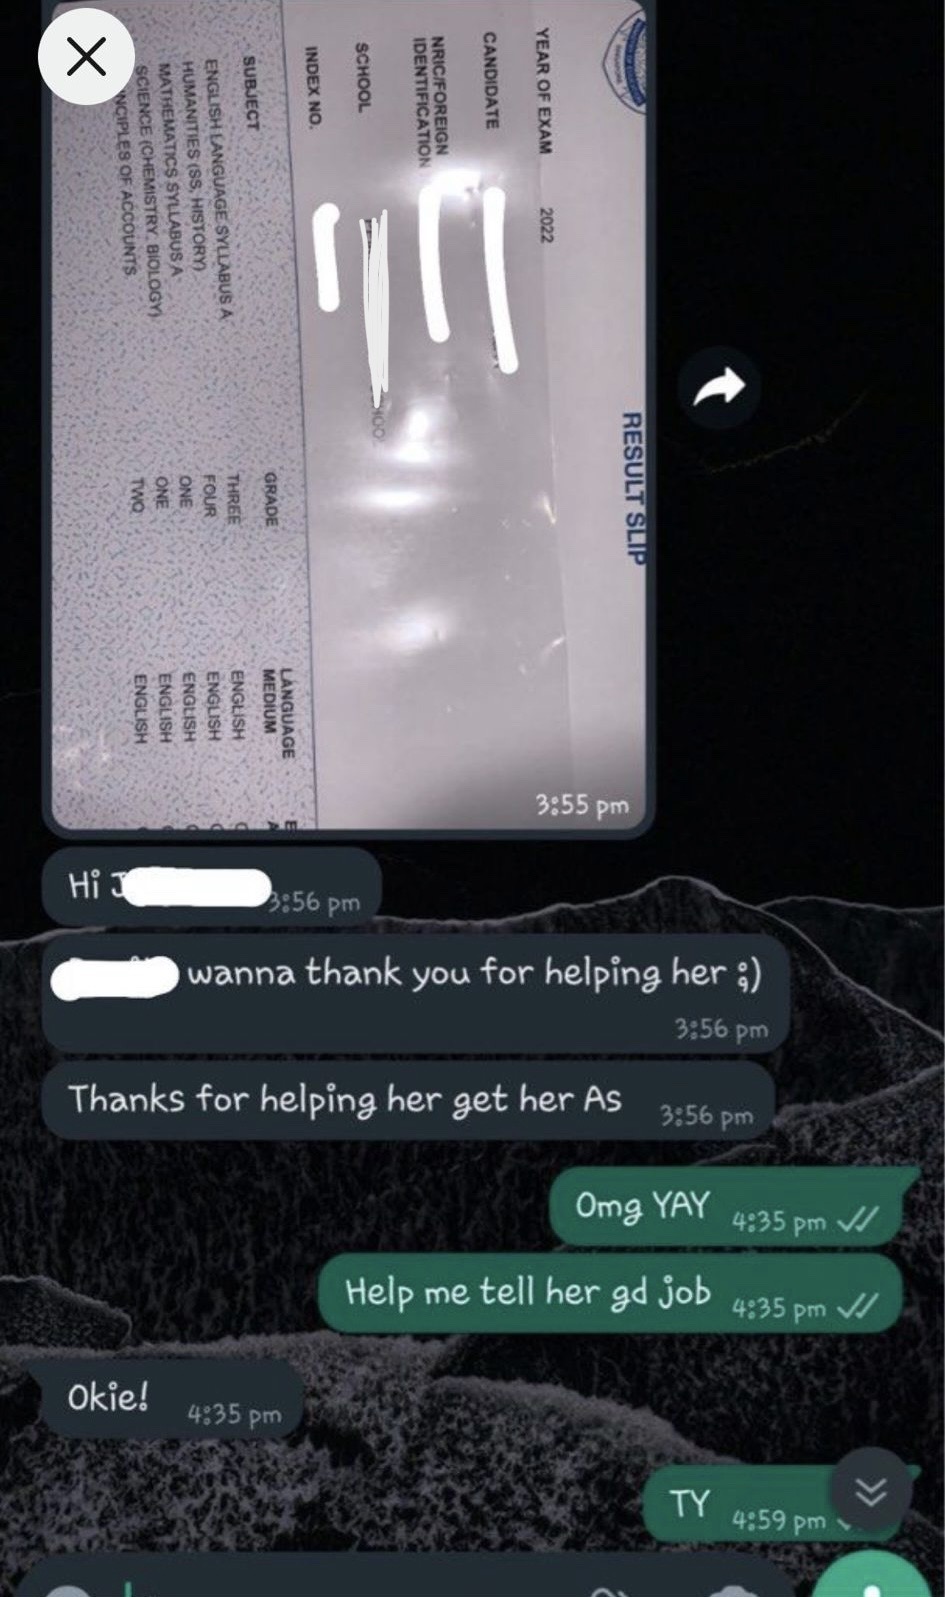 RESULT SLIP
YEAR OF EXAM 2022
CANDIDATE
NRIC/FOREIGN
IDENTIFICATION
SCHOOL
INDEX NO.
SUBJECT GRADE LANGUAGE MEDIUM
ENGLISH LANGUAGE SYLLABUS A THREE ENGLISH
HUMANITIES (SS, HISTORY) FOUR ENGLISH
MATHEMATICS SYLLABUS A ONE ENGLISH
SCIENCE (CHEMISTRY, BIOLOGY) ONE ENGLISH
OF ACCOUNTS TWO ENGLISH
3:55 pm
Hi J 3:56 pm
wanna thank you for helping her ;)
3:56 pm
Thanks for helping her get her As 3:56 pm
Omg YAY 4:35 pm
Help me tell her gd job 4:35 pm
Okie! 4:35 pm
TY 4:59 pm